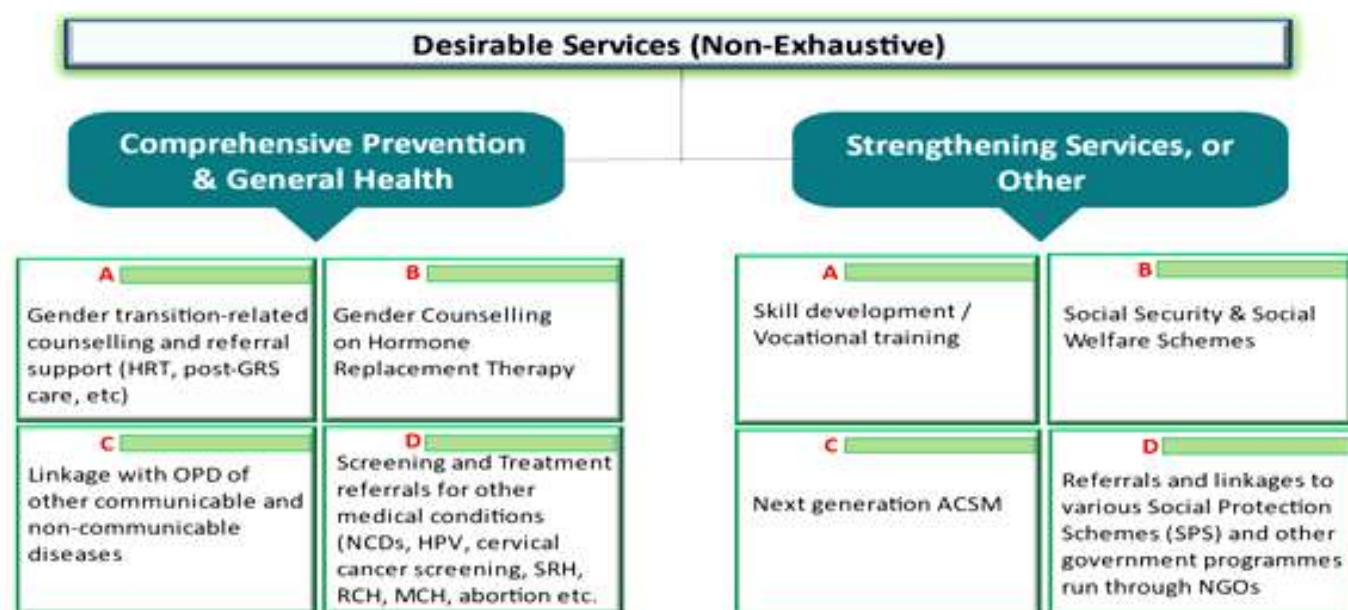 Desirable Services (Non-Exhaustive)
Comprehensive Prevention
& General Health
A
Gender transition-related
counselling and referral
support (HRT, post-GRS
care, etc)
B
Gender Counselling
on Hormone
Replacement Therapy
C
Linkage with OPD of
other communicable and
non-communicable
diseases
D
Screening and Treatment
referrals for other
medical conditions
(NCDs, HPV, cervical
cancer screening, SRH,
RCH, MCH, abortion etc.
Strengthening Services, or
Other
A
Skill development /
Vocational training
B
Social Security & Social
Welfare Schemes
C
Next generation ACSM
D
Referrals and linkages to
various Social Protection
Schemes (SPS) and other
government programmes
run through NGOs